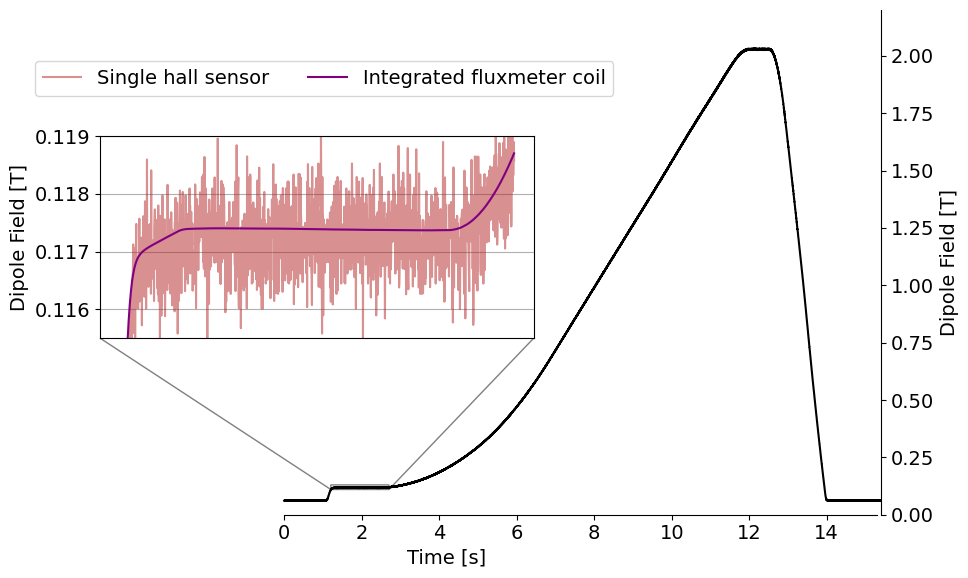 Single hall sensor
Integrated fluxmeter coil
0.119
0.118
0.117
0.116
Dipole Field [T]
2.00
1.75
1.50
1.25
1.00
0.75
0.50
0.25
0.00
Dipole Field [T]
0 2 4 6 8 10 12 14
Time [s]